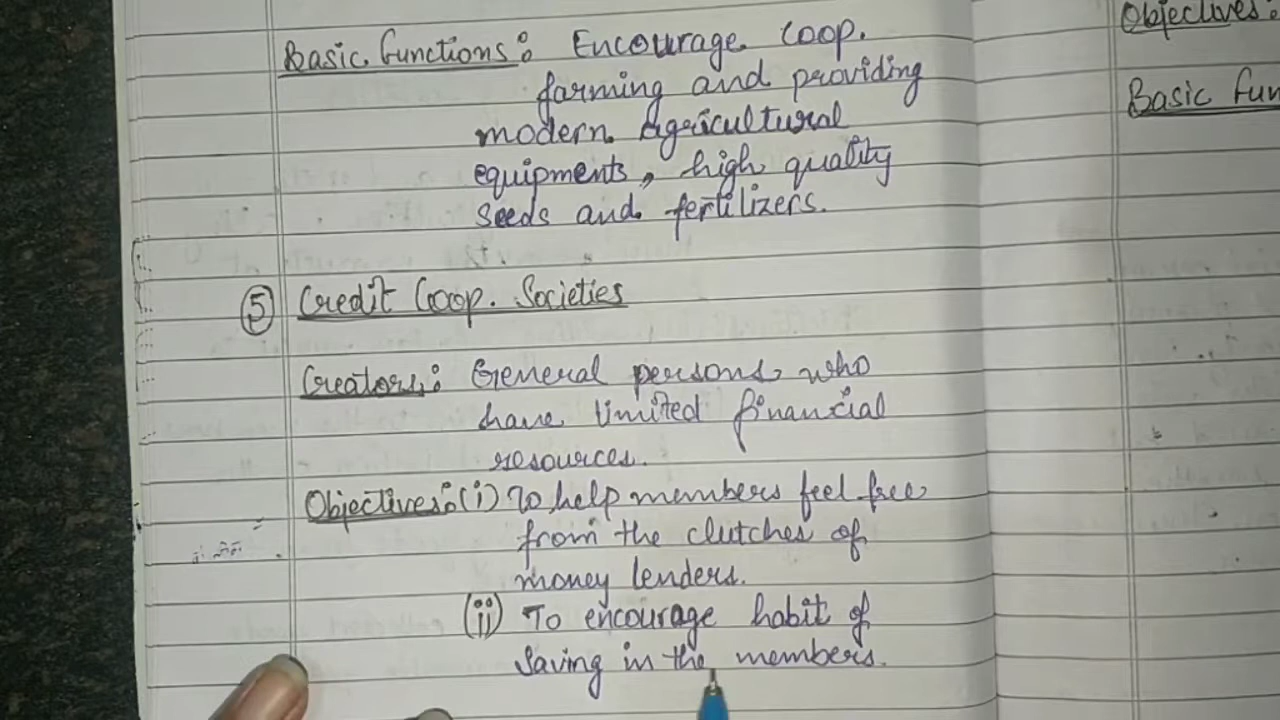 Basic functions: Encourage coop.
farming and providing
modern Agricultural
equipments, high quality
seeds and fertilizers.
⑤ Credit Coop. Societies
Creators: General persons who
have limited financial
resources.
Objectives:(i) To help members feel free
from the clutches of
money lenders.
(ii) To encourage habit of
saving in the members.
Objectives:
Basic Fun